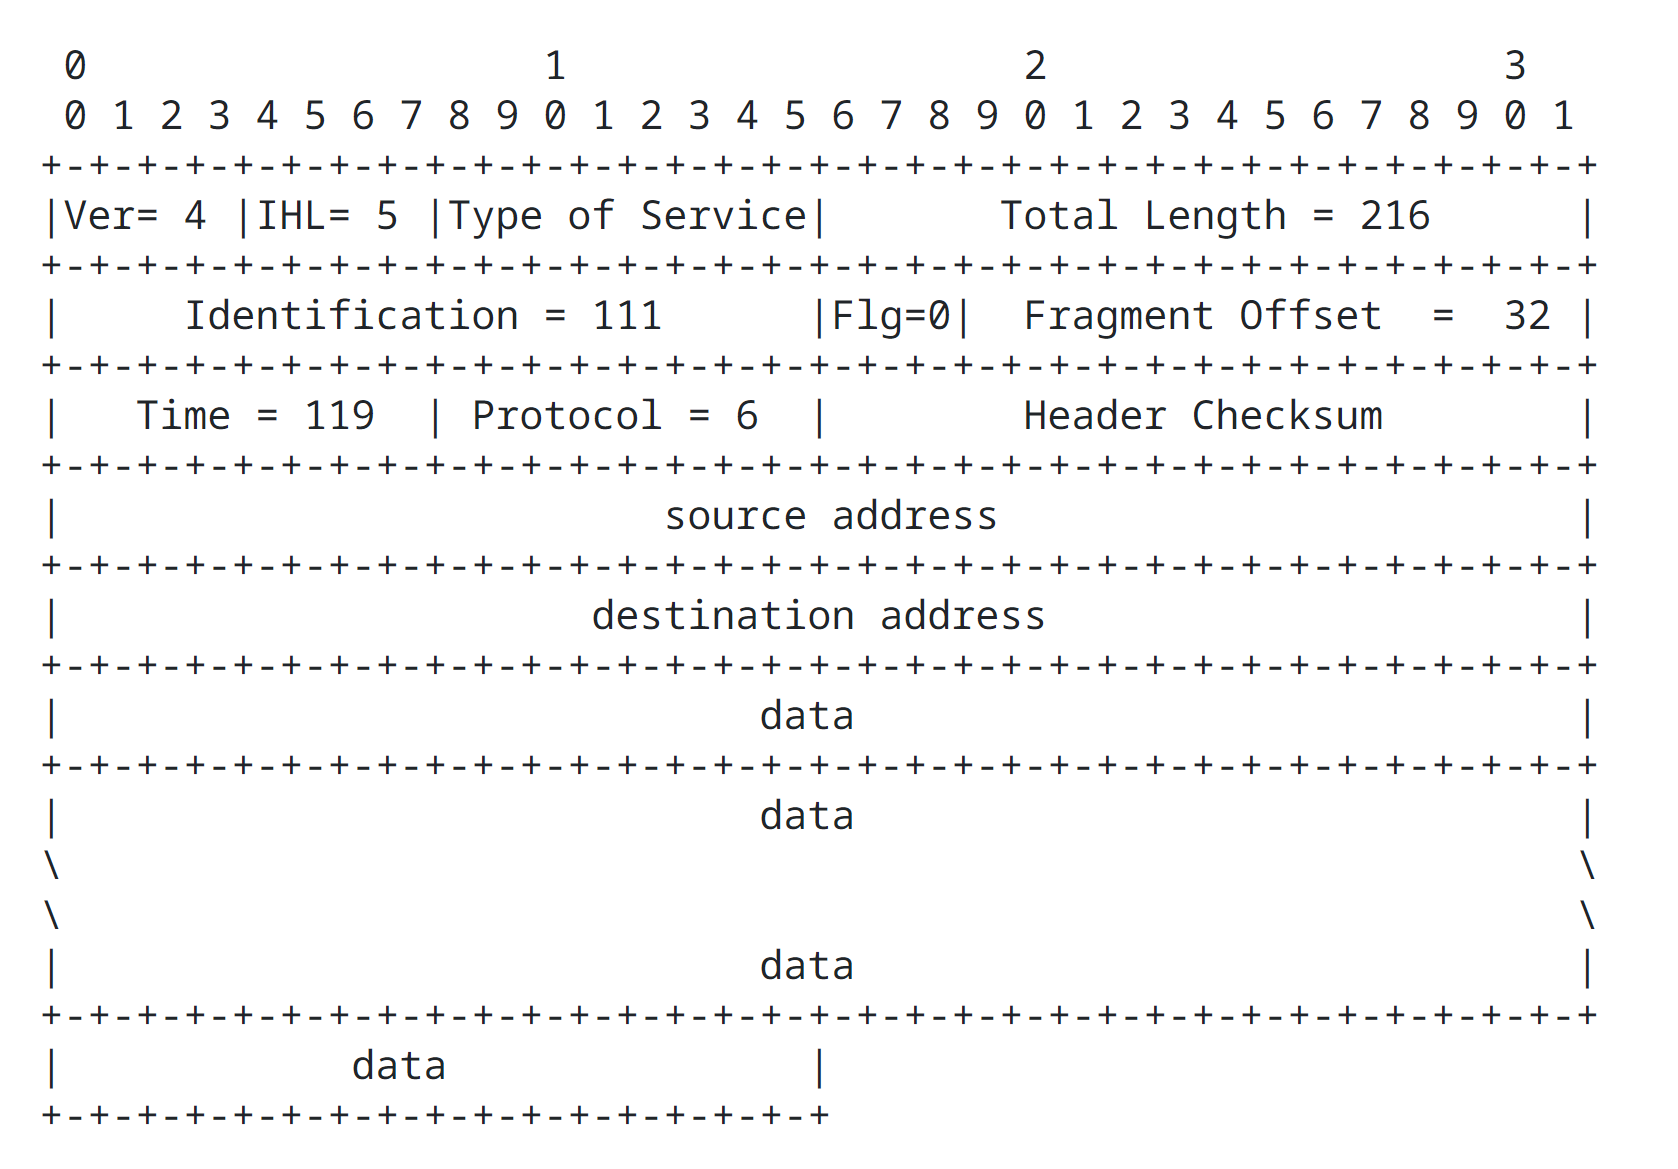 0                   1                   2                   3
 0 1 2 3 4 5 6 7 8 9 0 1 2 3 4 5 6 7 8 9 0 1 2 3 4 5 6 7 8 9 0 1
+-+-+-+-+-+-+-+-+-+-+-+-+-+-+-+-+-+-+-+-+-+-+-+-+-+-+-+-+-+-+-+-+
|Ver= 4 |IHL= 5 |Type of Service|       Total Length = 216      |
+-+-+-+-+-+-+-+-+-+-+-+-+-+-+-+-+-+-+-+-+-+-+-+-+-+-+-+-+-+-+-+-+
|     Identification = 111      |Flg=0|  Fragment Offset  =  32 |
+-+-+-+-+-+-+-+-+-+-+-+-+-+-+-+-+-+-+-+-+-+-+-+-+-+-+-+-+-+-+-+-+
|   Time = 119  | Protocol = 6  |        Header Checksum        |
+-+-+-+-+-+-+-+-+-+-+-+-+-+-+-+-+-+-+-+-+-+-+-+-+-+-+-+-+-+-+-+-+
|                         source address                        |
+-+-+-+-+-+-+-+-+-+-+-+-+-+-+-+-+-+-+-+-+-+-+-+-+-+-+-+-+-+-+-+-+
|                      destination address                      |
+-+-+-+-+-+-+-+-+-+-+-+-+-+-+-+-+-+-+-+-+-+-+-+-+-+-+-+-+-+-+-+-+
|                             data                              |
+-+-+-+-+-+-+-+-+-+-+-+-+-+-+-+-+-+-+-+-+-+-+-+-+-+-+-+-+-+-+-+-+
|                             data                              |
\                                                               \
\                                                               \
|                             data                              |
+-+-+-+-+-+-+-+-+-+-+-+-+-+-+-+-+-+-+-+-+-+-+-+-+-+-+-+-+-+-+-+-+
|            data               |
+-+-+-+-+-+-+-+-+-+-+-+-+-+-+-+-+